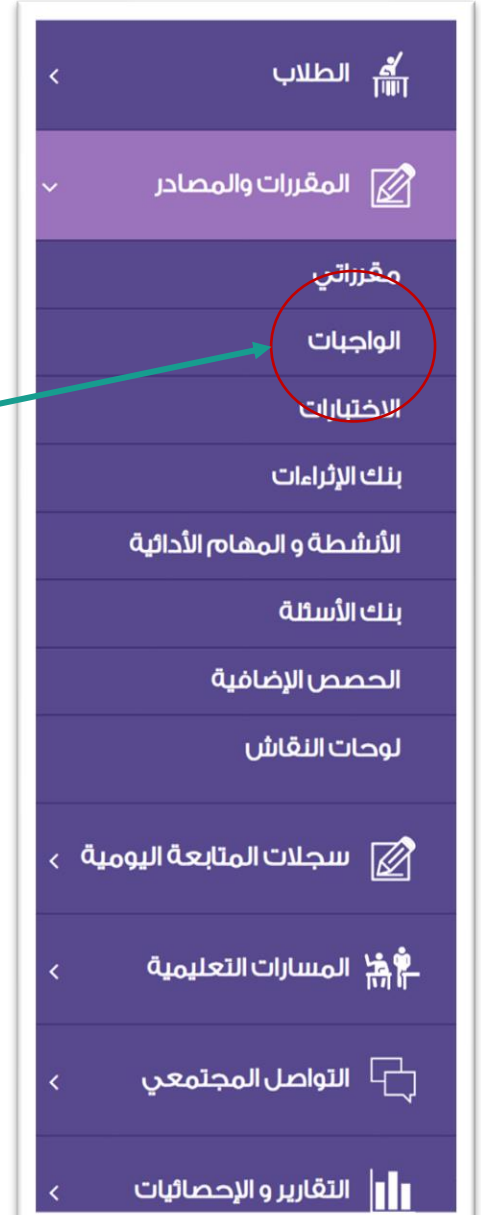 الطلاب
المقررات والمصادر
مقرراتي
الواجبات
الاختبارات
بنك الإثراءات
الأنشطة و المهام الأدائية
بنك الأسئلة
الحصص الإضافية
لوحات النقاش
سجلات المتابعة اليومية
المسارات التعليمية
التواصل المجتمعي
التقارير و الإحصائيات